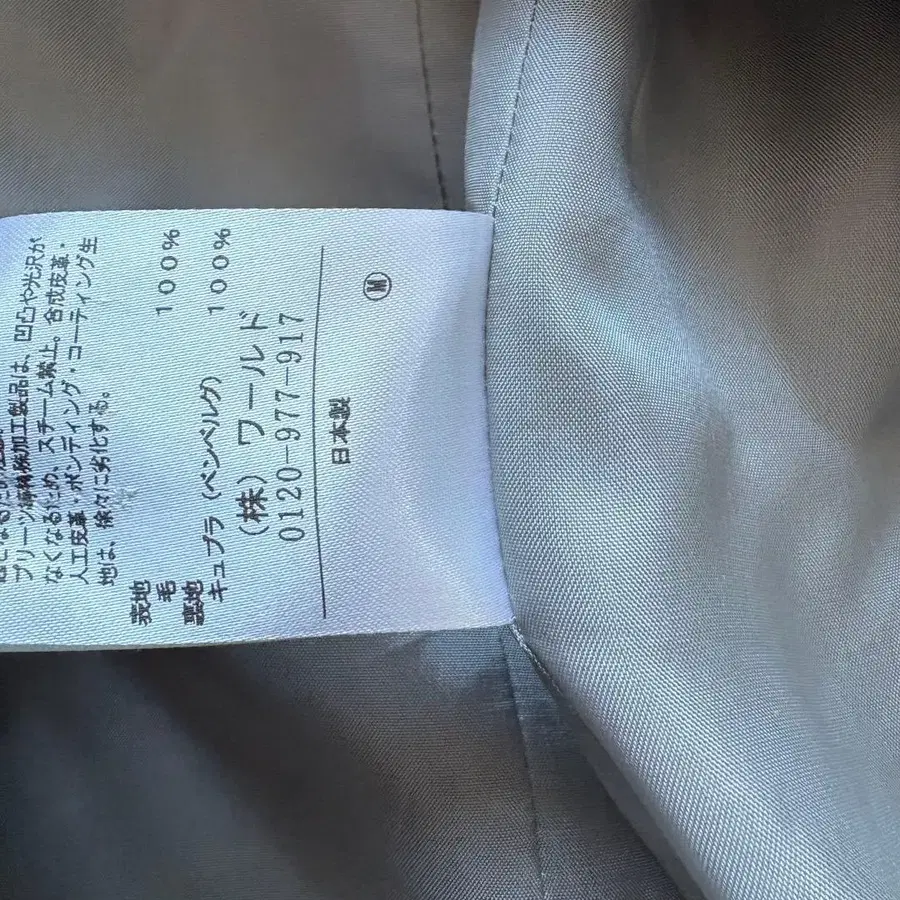 プリーツ等特殊加工製品は、凹凸や光沢が
なくなるため、スチーム禁止。合成皮革・
人工皮革・ボンディング・コーティング生
地は、徐々に劣化する。
表地
毛 100%
裏地
キュプラ(ベンベルグ) 100%
(株)ワールド
0120-977-917
日本製
Ⓜ